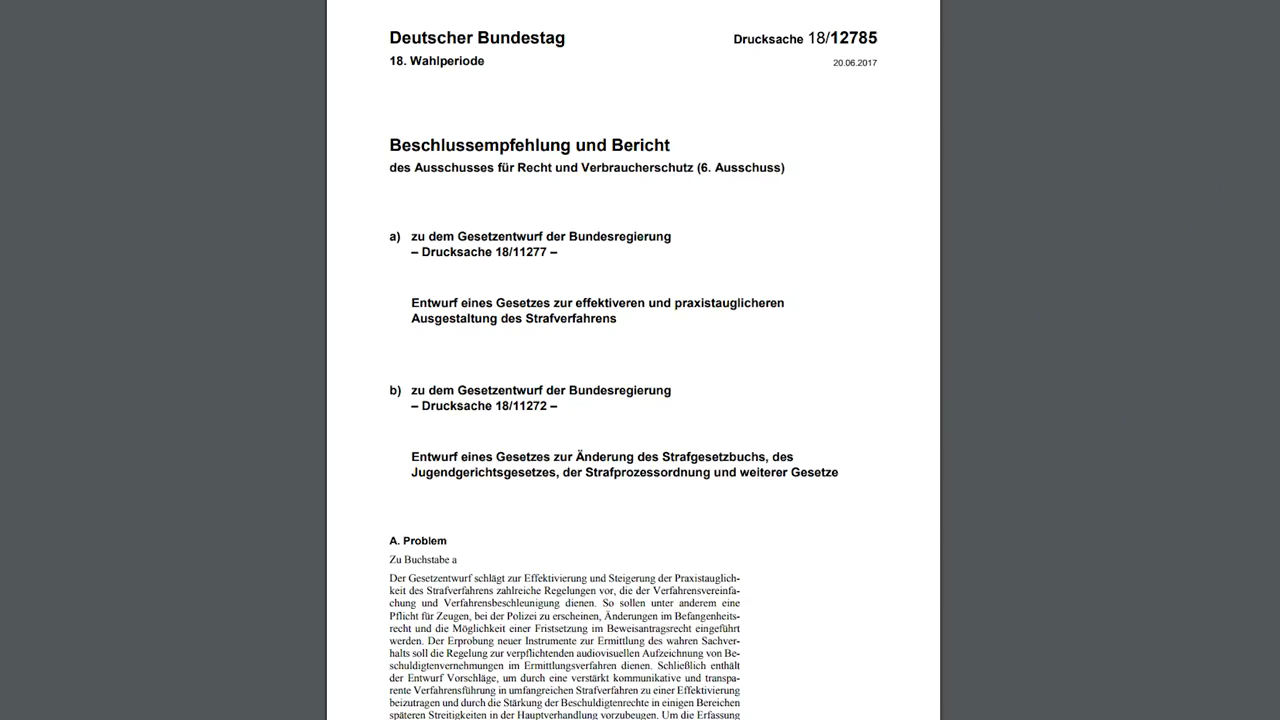 Deutscher Bundestag
Drucksache 18/12785
18. Wahlperiode
20.06.2017
Beschlussempfehlung und Bericht
des Ausschusses für Recht und Verbraucherschutz (6. Ausschuss)
a) zu dem Gesetzentwurf der Bundesregierung
– Drucksache 18/11277 –
Entwurf eines Gesetzes zur effektiveren und praxistauglicheren
Ausgestaltung des Strafverfahrens
b) zu dem Gesetzentwurf der Bundesregierung
– Drucksache 18/11272 –
Entwurf eines Gesetzes zur Änderung des Strafgesetzbuchs, des
Jugendgerichtsgesetzes, der Strafprozessordnung und weiterer Gesetze
A. Problem
Zu Buchstabe a
Der Gesetzentwurf schlägt zur Effektivierung und Steigerung der Praxistauglich-
keit des Strafverfahrens zahlreiche Regelungen vor, die der Verfahrensvereinfa-
chung und Verfahrensbeschleunigung dienen. So sollen unter anderem eine
Pflicht für Zeugen, bei der Polizei zu erscheinen, Änderungen im Befangenheits-
recht und die Möglichkeit einer Fristsetzung im Beweisantragsrecht eingeführt
werden. Der Erprobung neuer Instrumente zur Ermittlung des wahren Sachver-
halts soll die Regelung zur verpflichtenden audiovisuellen Aufzeichnung von Be-
schuldigtenvernehmungen im Ermittlungsverfahren dienen. Schließlich enthält
der Entwurf Vorschläge, um durch eine verstärkt kommunikative und transpa-
rente Verfahrensführung in umfangreichen Strafverfahren zu einer Effektivierung
beizutragen und durch die Stärkung der Beschuldigtenrechte in einigen Bereichen
späteren Streitigkeiten in der Hauptverhandlung vorzubeugen. Um die Erfassung